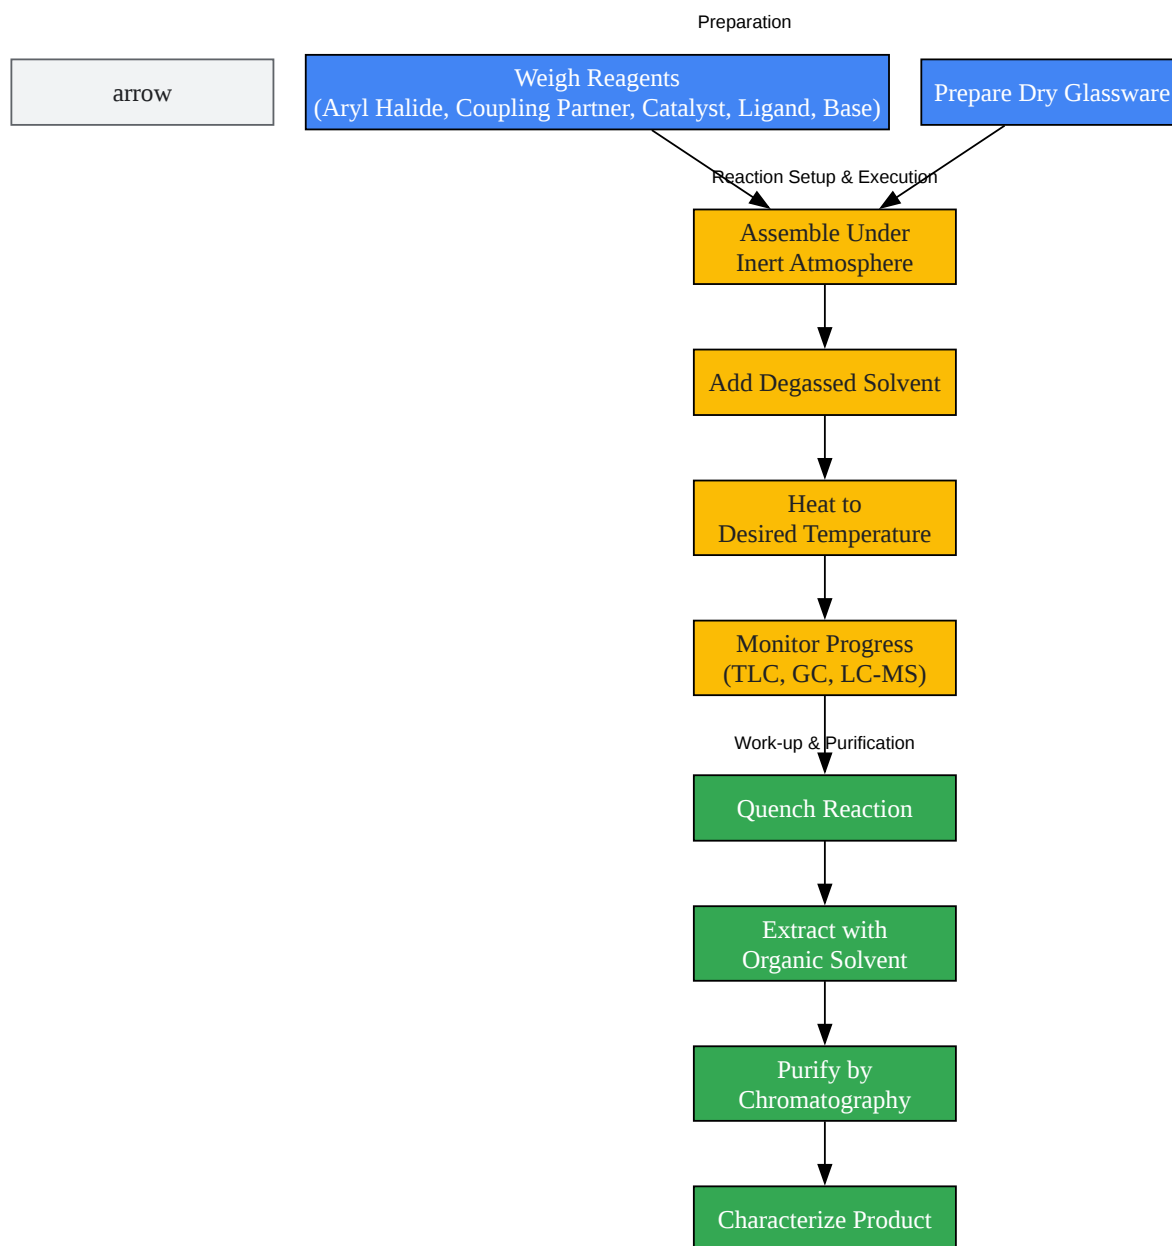 Preparation
arrow
Weigh Reagents
(Aryl Halide, Coupling Partner, Catalyst, Ligand, Base)
Prepare Dry Glassware
Reaction Setup & Execution
Assemble Under
Inert Atmosphere
Add Degassed Solvent
Heat to
Desired Temperature
Monitor Progress
(TLC, GC, LC-MS)
Work-up & Purification
Quench Reaction
Extract with
Organic Solvent
Purify by
Chromatography
Characterize Product